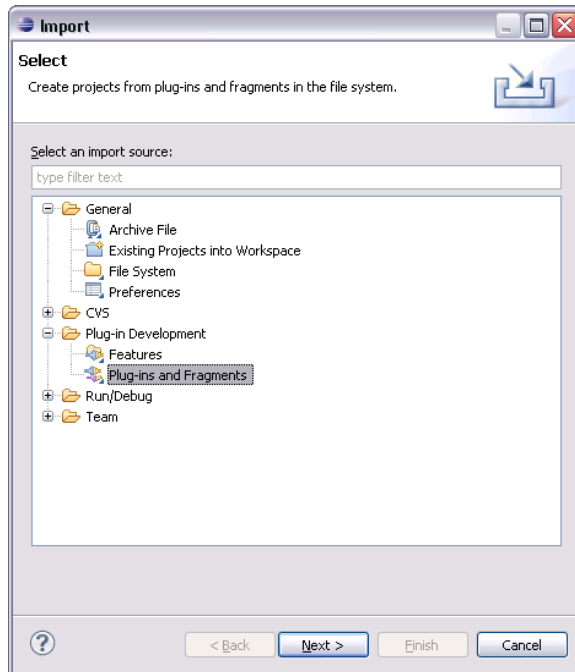 Import
Select
Create projects from plug-ins and fragments in the file system.
Select an import source:
type filter text
General
Archive File
Existing Projects into Workspace
File System
Preferences
CVS
Plug-in Development
Features
Plug-ins and Fragments
Run/Debug
Team
? < Back Next > Finish Cancel